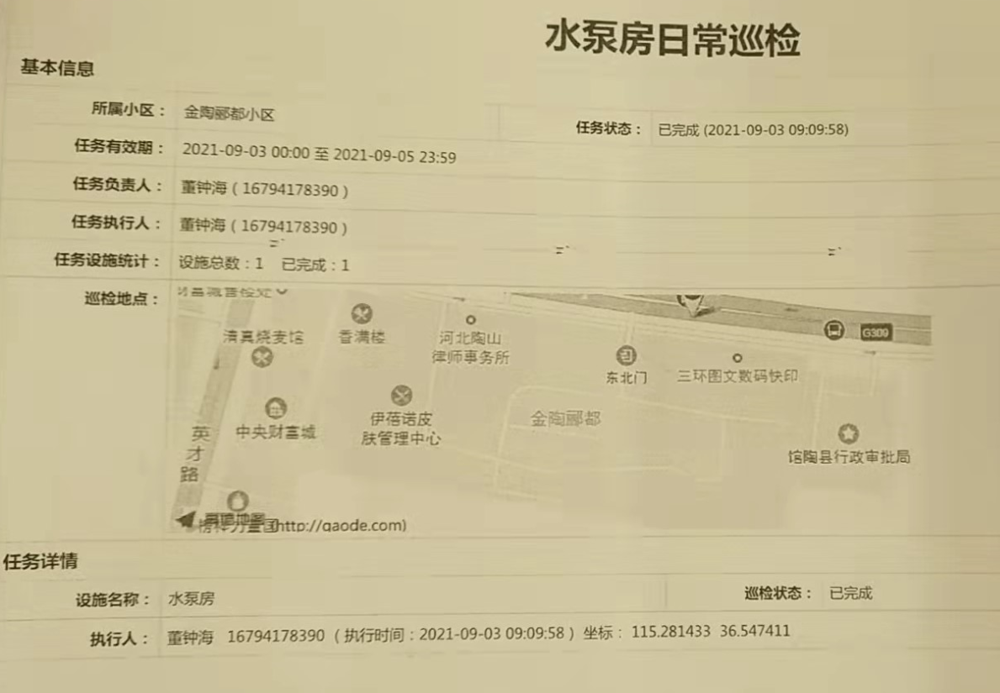 水泵房日常巡检
基本信息
所属小区： 金陶郦都小区
任务状态： 已完成 (2021-09-03 09:09:58)
任务有效期： 2021-09-03 00:00 至 2021-09-05 23:59
任务负责人： 董钟海 ( 16794178390 )
任务执行人： 董钟海 ( 16794178390 )
任务设施统计： 设施总数：1 已完成：1
巡检地点：
清真烧麦馆
香满楼
河北陶山
律师事务所
东北门
三环图文数码快印
G309
英才路
中央财富城
伊蓓诺皮
肤管理中心
金陶郦都
馆陶县行政审批局
高德地图
(http://gaode.com)
任务详情
设施名称： 水泵房
巡检状态： 已完成
执行人： 董钟海 16794178390 ( 执行时间：2021-09-03 09:09:58 ) 坐标： 115.281433 36.547411